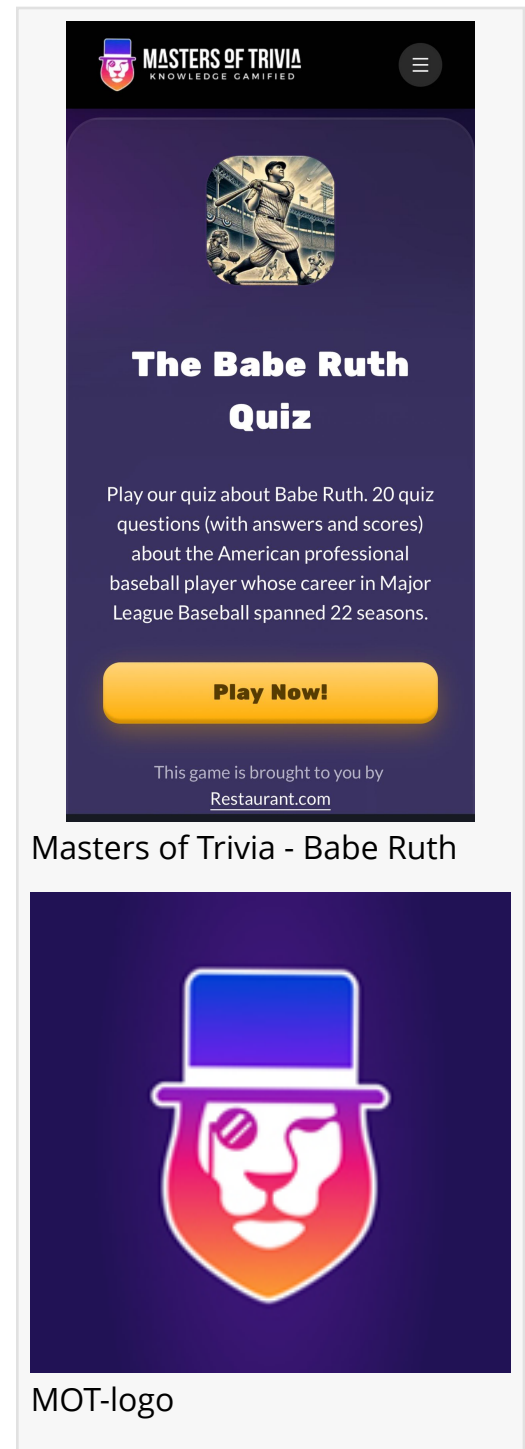 MASTERS OF TRIVIA
KNOWLEDGE GAMIFIED
The Babe Ruth
Quiz
Play our quiz about Babe Ruth. 20 quiz
questions (with answers and scores)
about the American professional
baseball player whose career in Major
League Baseball spanned 22 seasons.
Play Now!
This game is brought to you by
Restaurant.com
Masters of Trivia - Babe Ruth
MOT-logo